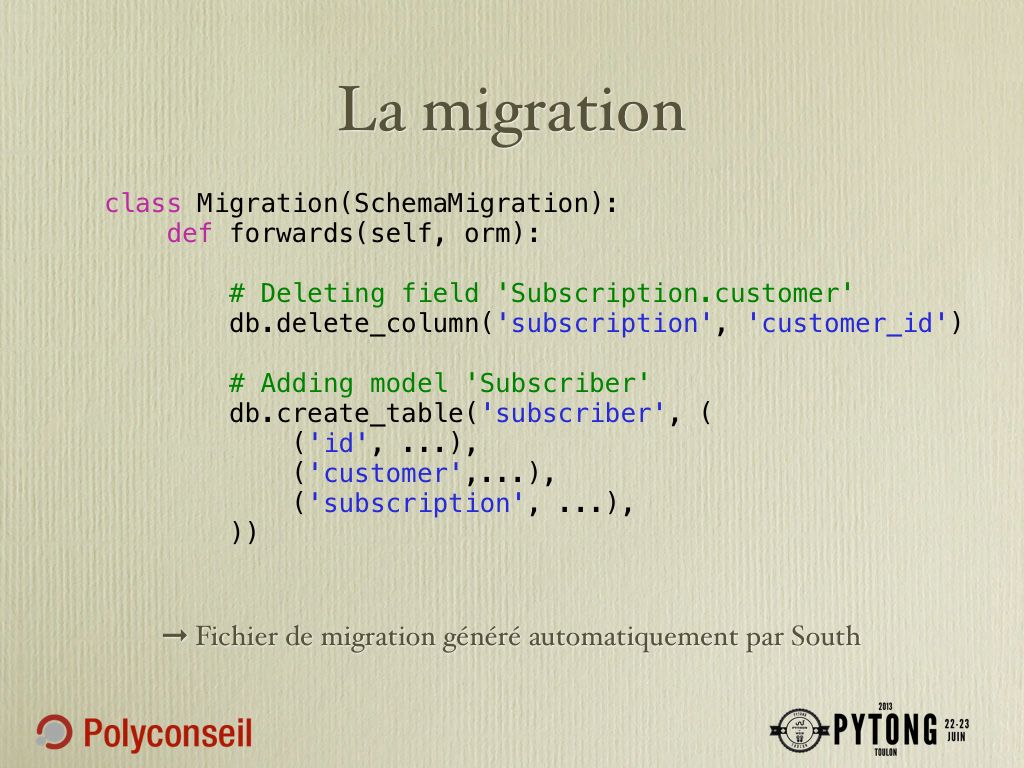 La migration
class Migration(SchemaMigration):
    def forwards(self, orm):
        # Deleting field 'Subscription.customer'
        db.delete_column('subscription', 'customer_id')
        # Adding model 'Subscriber'
        db.create_table('subscriber', (
            ('id', ...),
            ('customer',...),
            ('subscription', ...),
        ))
→ Fichier de migration généré automatiquement par South
Polyconseil
2013
PYTONG
TOULON
22-23
JUIN